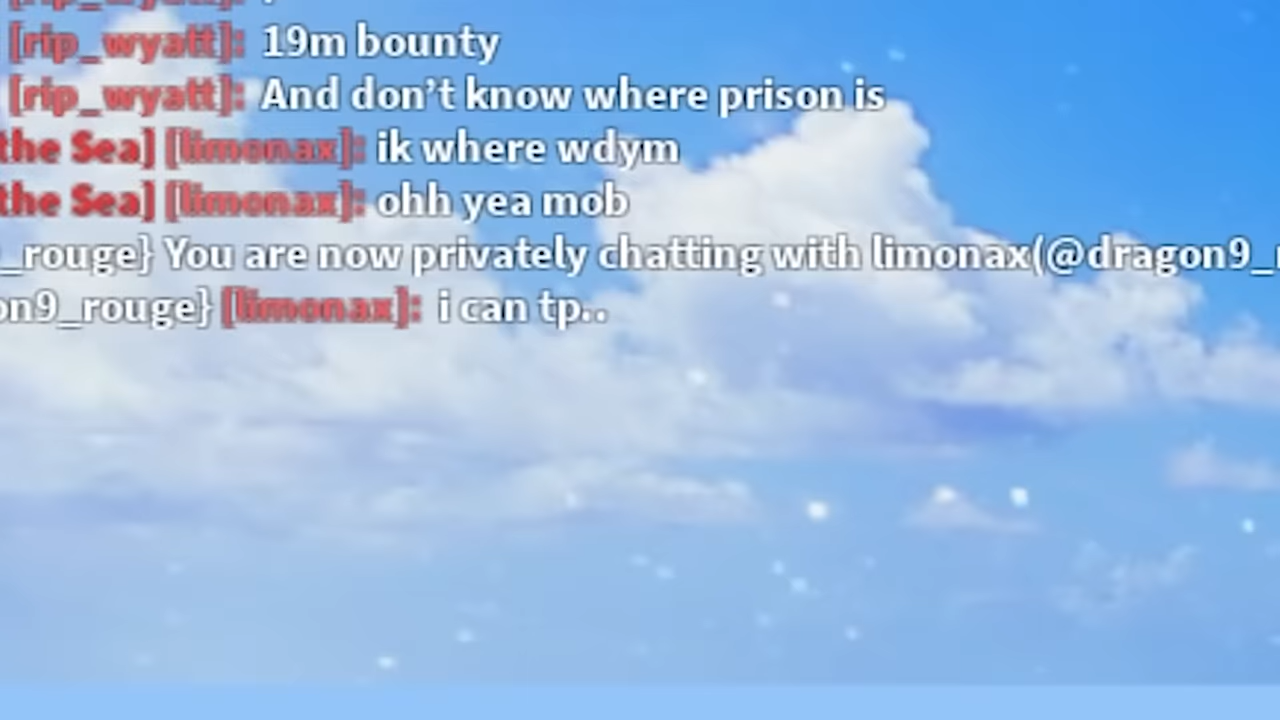 [rip_wyatt]: 19m bounty
[rip_wyatt]: And don’t know where prison is
the Sea] [limonax]: ik where wdym
the Sea] [limonax]: ohh yea mob
_rouge} You are now privately chatting with limonax(@dragon9_
on9_rouge} [limonax]: i can tp..